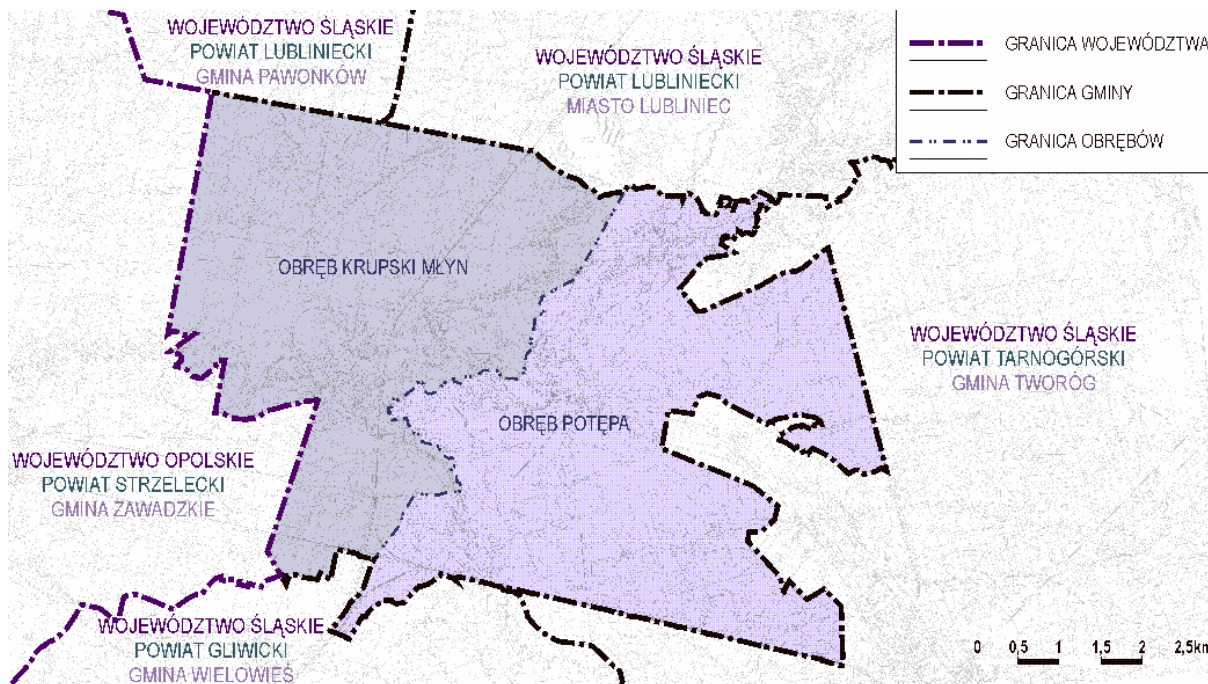 WOJEWÓDZTWO ŚLĄSKIE
POWIAT LUBLINIECKI
GMINA PAWONKÓW
WOJEWÓDZTWO ŚLĄSKIE
POWIAT LUBLINIECKI
MIASTO LUBLINIEC
GRANICA WOJEWÓDZTWA
GRANICA GMINY
GRANICA OBRĘBÓW
OBRĘB KRUPSKI MŁYN
WOJEWÓDZTWO ŚLĄSKIE
POWIAT TARNOGÓRSKI
GMINA TWORÓG
OBRĘB POTĘPA
WOJEWÓDZTWO OPOLSKIE
POWIAT STRZELECKI
GMINA ZAWADZKIE
WOJEWÓDZTWO ŚLĄSKIE
POWIAT GLIWICKI
GMINA WIELOWIEŚ
0 0,5 1 1,5 2 2,5km